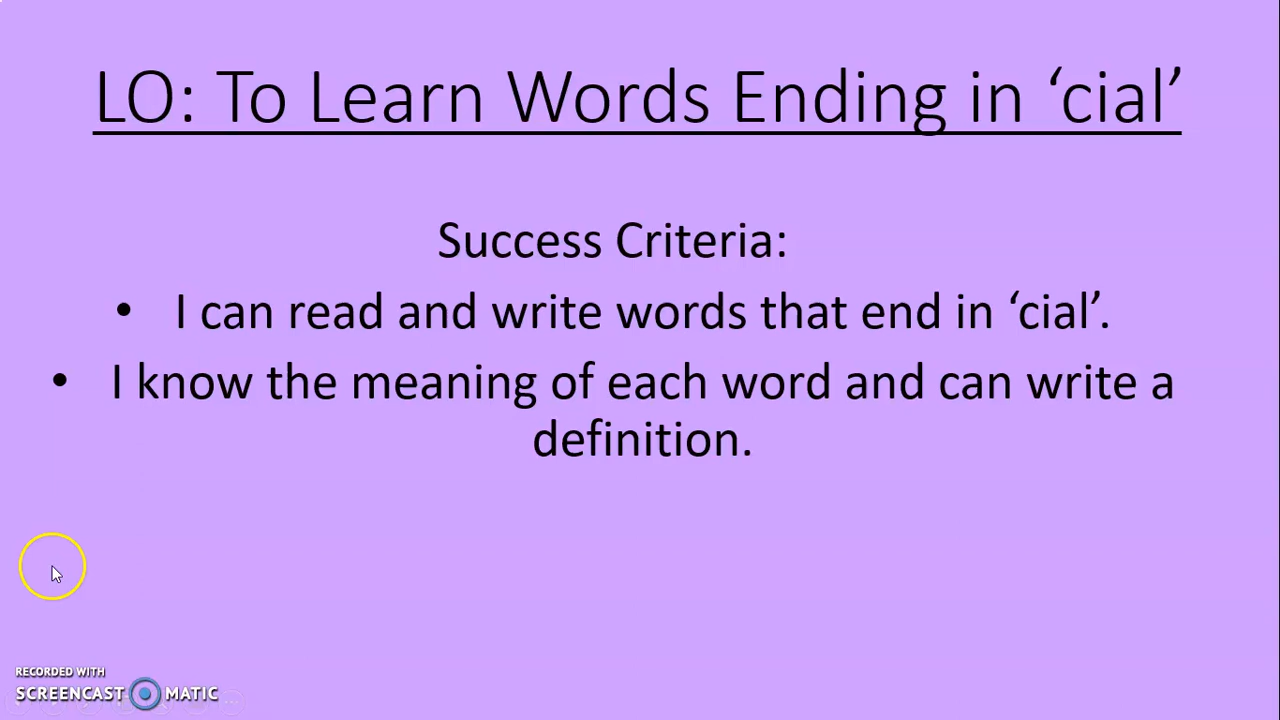 LO: To Learn Words Ending in ‘cial’
Success Criteria:
• I can read and write words that end in ‘cial’.
• I know the meaning of each word and can write a
definition.
RECORDED WITH
SCREENCAST MATIC